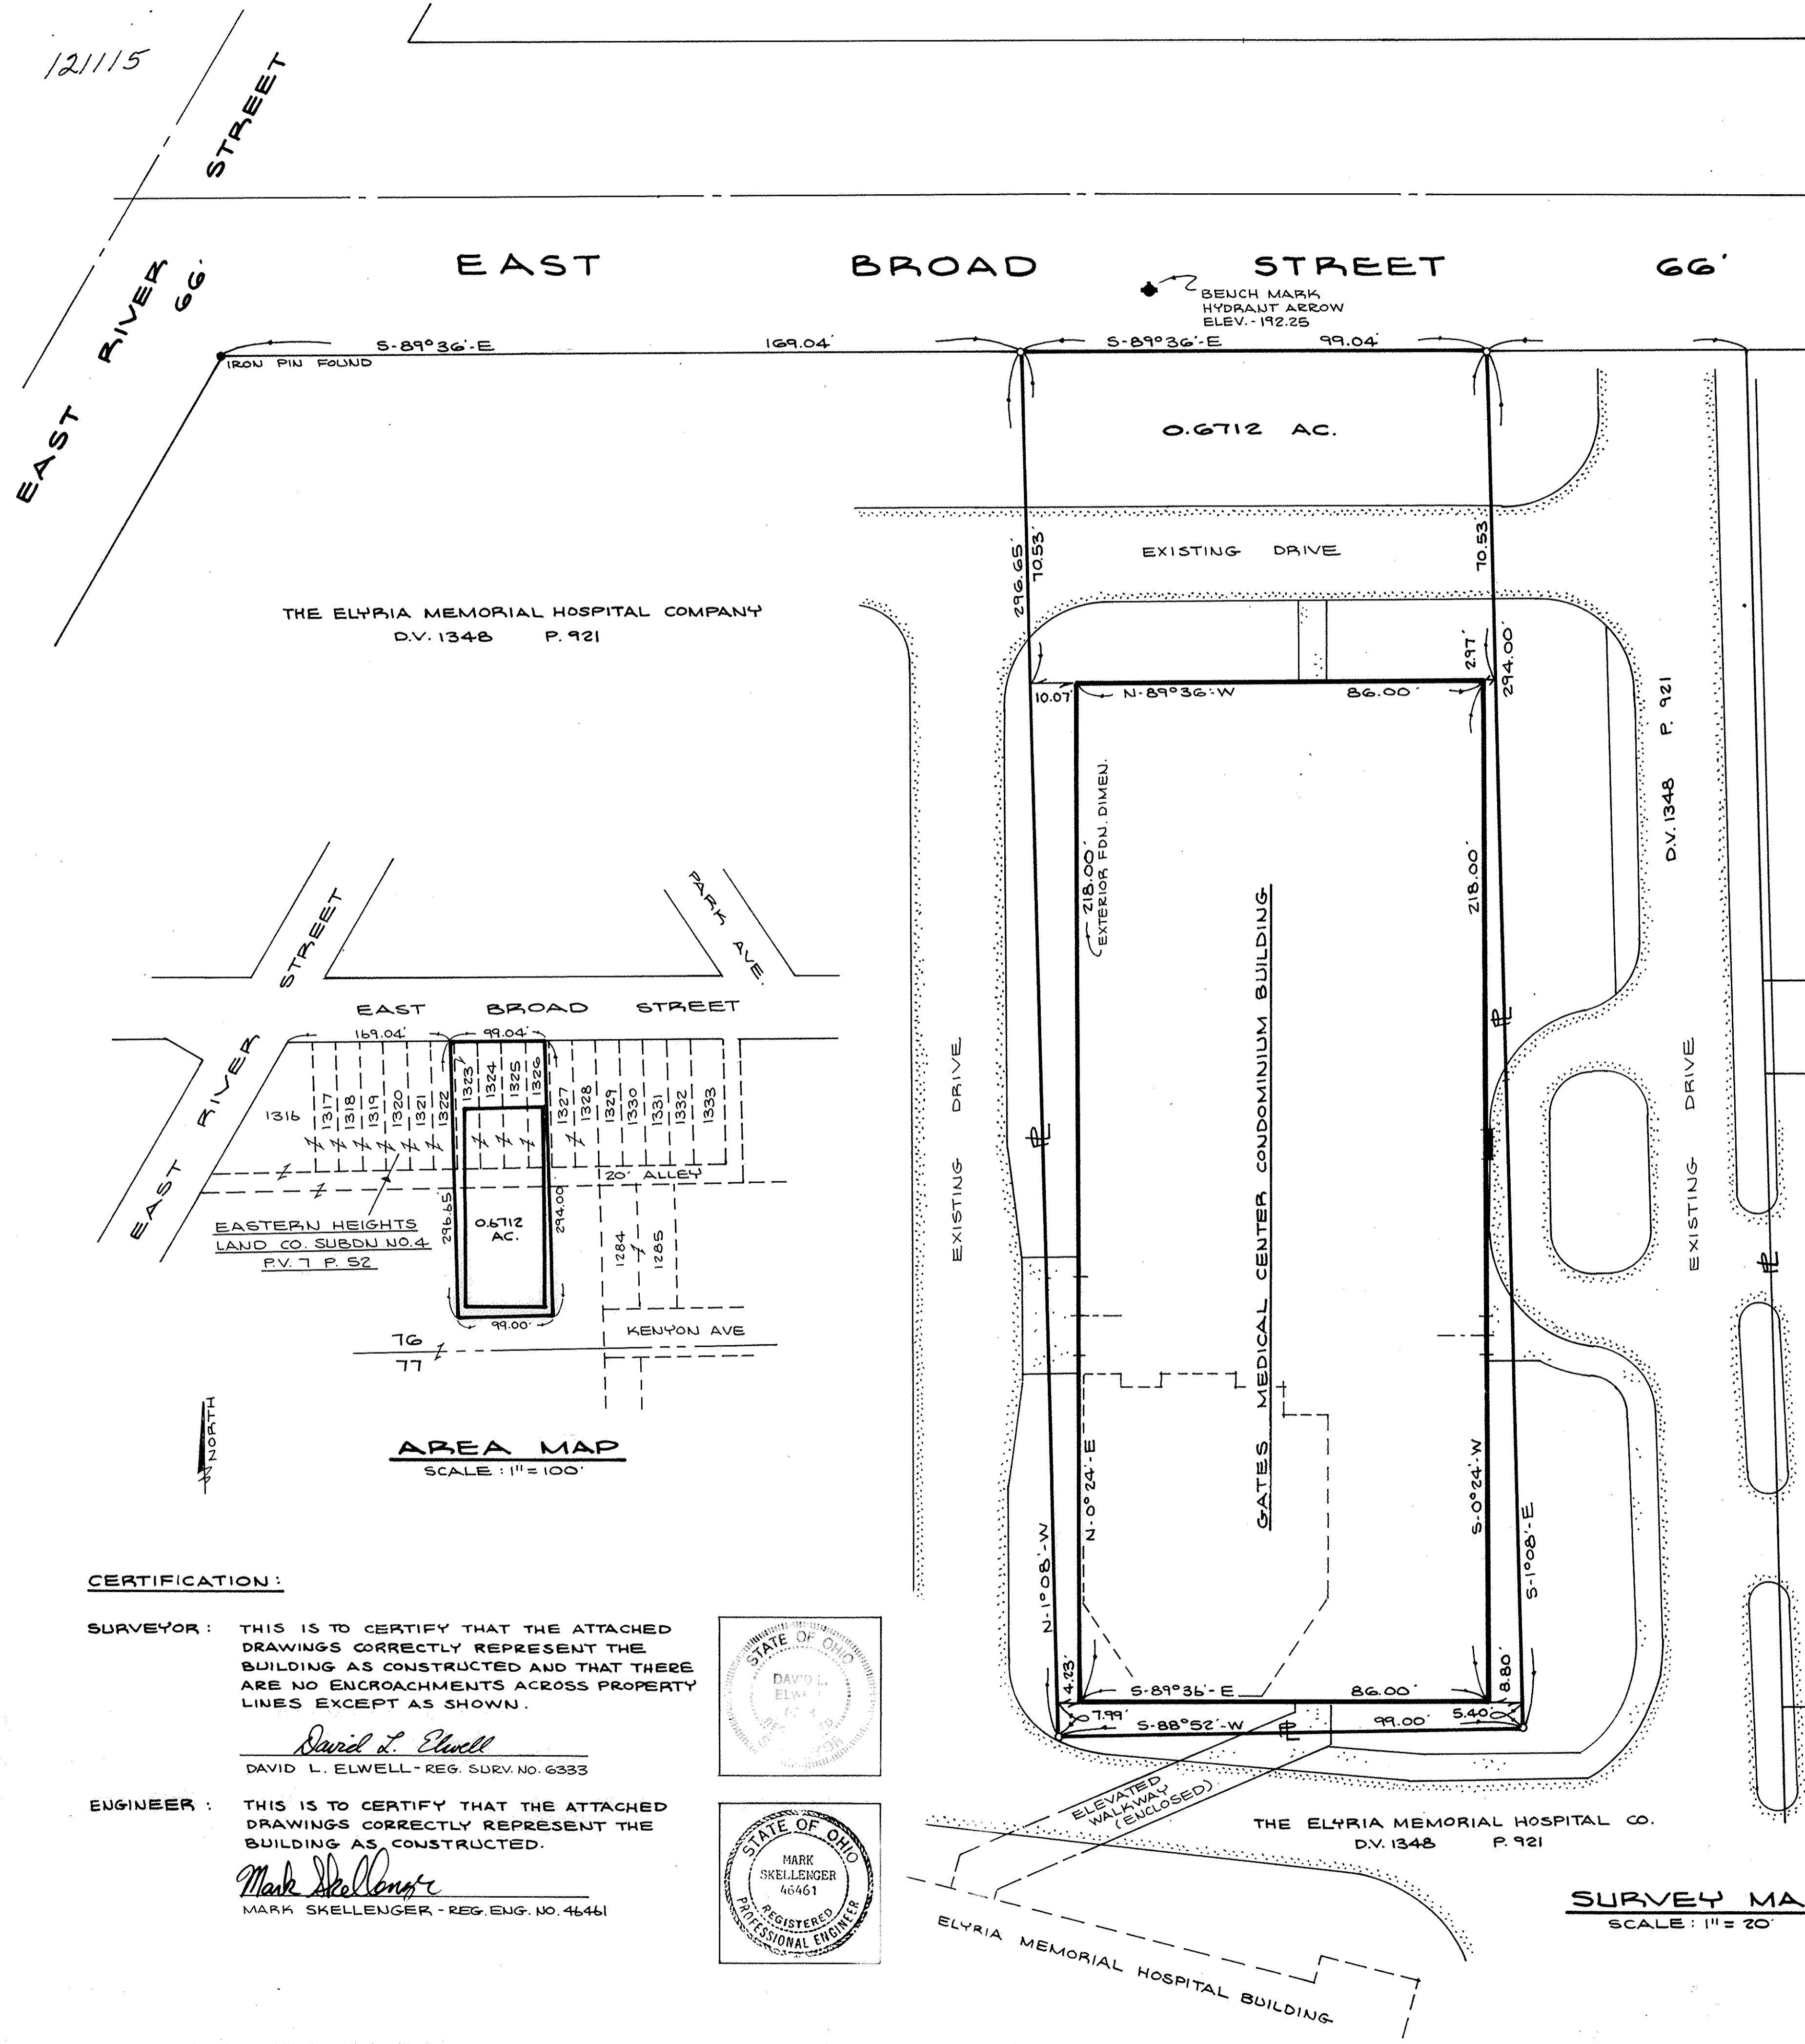 121115
EAST RIVER STREET
66'
EAST BROAD STREET 66'
BENCH MARK
HYDRANT ARROW
ELEV.-192.25
S-89°36'-E 169.04'
S-89°36'-E 99.04'
IRON PIN FOUND
0.6712 AC.
296.65'
70.53'
70.53'
EXISTING DRIVE
THE ELYRIA MEMORIAL HOSPITAL COMPANY
D.V. 1348 P. 921
2.97'
294.00'
10.07'
N-89°36'-W 86.00'
D.V. 1348 P. 921
218.00'
EXTERIOR FDN. DIMEN.
218.00'
GATES MEDICAL CENTER CONDOMINIUM BUILDING
EXISTING DRIVE
EXISTING DRIVE
PL
PL
PL
N-0°24'-E
S-0°24'-W
N-1°08'-W
S-1°08'-E
4.23'
8.80'
S-89°36'-E 86.00'
7.99'
5.40'
S-88°52'-W
PL
99.00'
ELEVATED
WALKWAY
(ENCLOSED)
THE ELYRIA MEMORIAL HOSPITAL CO.
D.V. 1348 P. 921
ELYRIA MEMORIAL HOSPITAL BUILDING
SURVEY MA
SCALE: 1"=20'
PARK AVE.
EAST RIVER STREET
EAST BROAD STREET
169.04'
99.04'
1316
1317
1318
1319
1320
1321
1322
1323
1324
1325
1326
1327
1328
1329
1330
1331
1332
1333
20' ALLEY
296.65'
294.00'
0.6712
AC.
1284
1285
EASTERN HEIGHTS
LAND CO. SUBDN NO.4
P.V. 7 P. 52
99.00'
KENYON AVE
76
77
NORTH
AREA MAP
SCALE: 1"=100'
CERTIFICATION:
SURVEYOR: THIS IS TO CERTIFY THAT THE ATTACHED
DRAWINGS CORRECTLY REPRESENT THE
BUILDING AS CONSTRUCTED AND THAT THERE
ARE NO ENCROACHMENTS ACROSS PROPERTY
LINES EXCEPT AS SHOWN.
David L. Elwell
DAVID L. ELWELL-REG. SURV. NO. 6333
STATE OF OHIO
DAVID L.
ENGINEER: THIS IS TO CERTIFY THAT THE ATTACHED
DRAWINGS CORRECTLY REPRESENT THE
BUILDING AS CONSTRUCTED.
Mark Skellenger
MARK SKELLENGER - REG. ENG. NO. 46461
STATE OF OHIO
MARK
SKELLENGER
46461
REGISTERED
PROFESSIONAL ENGINEER